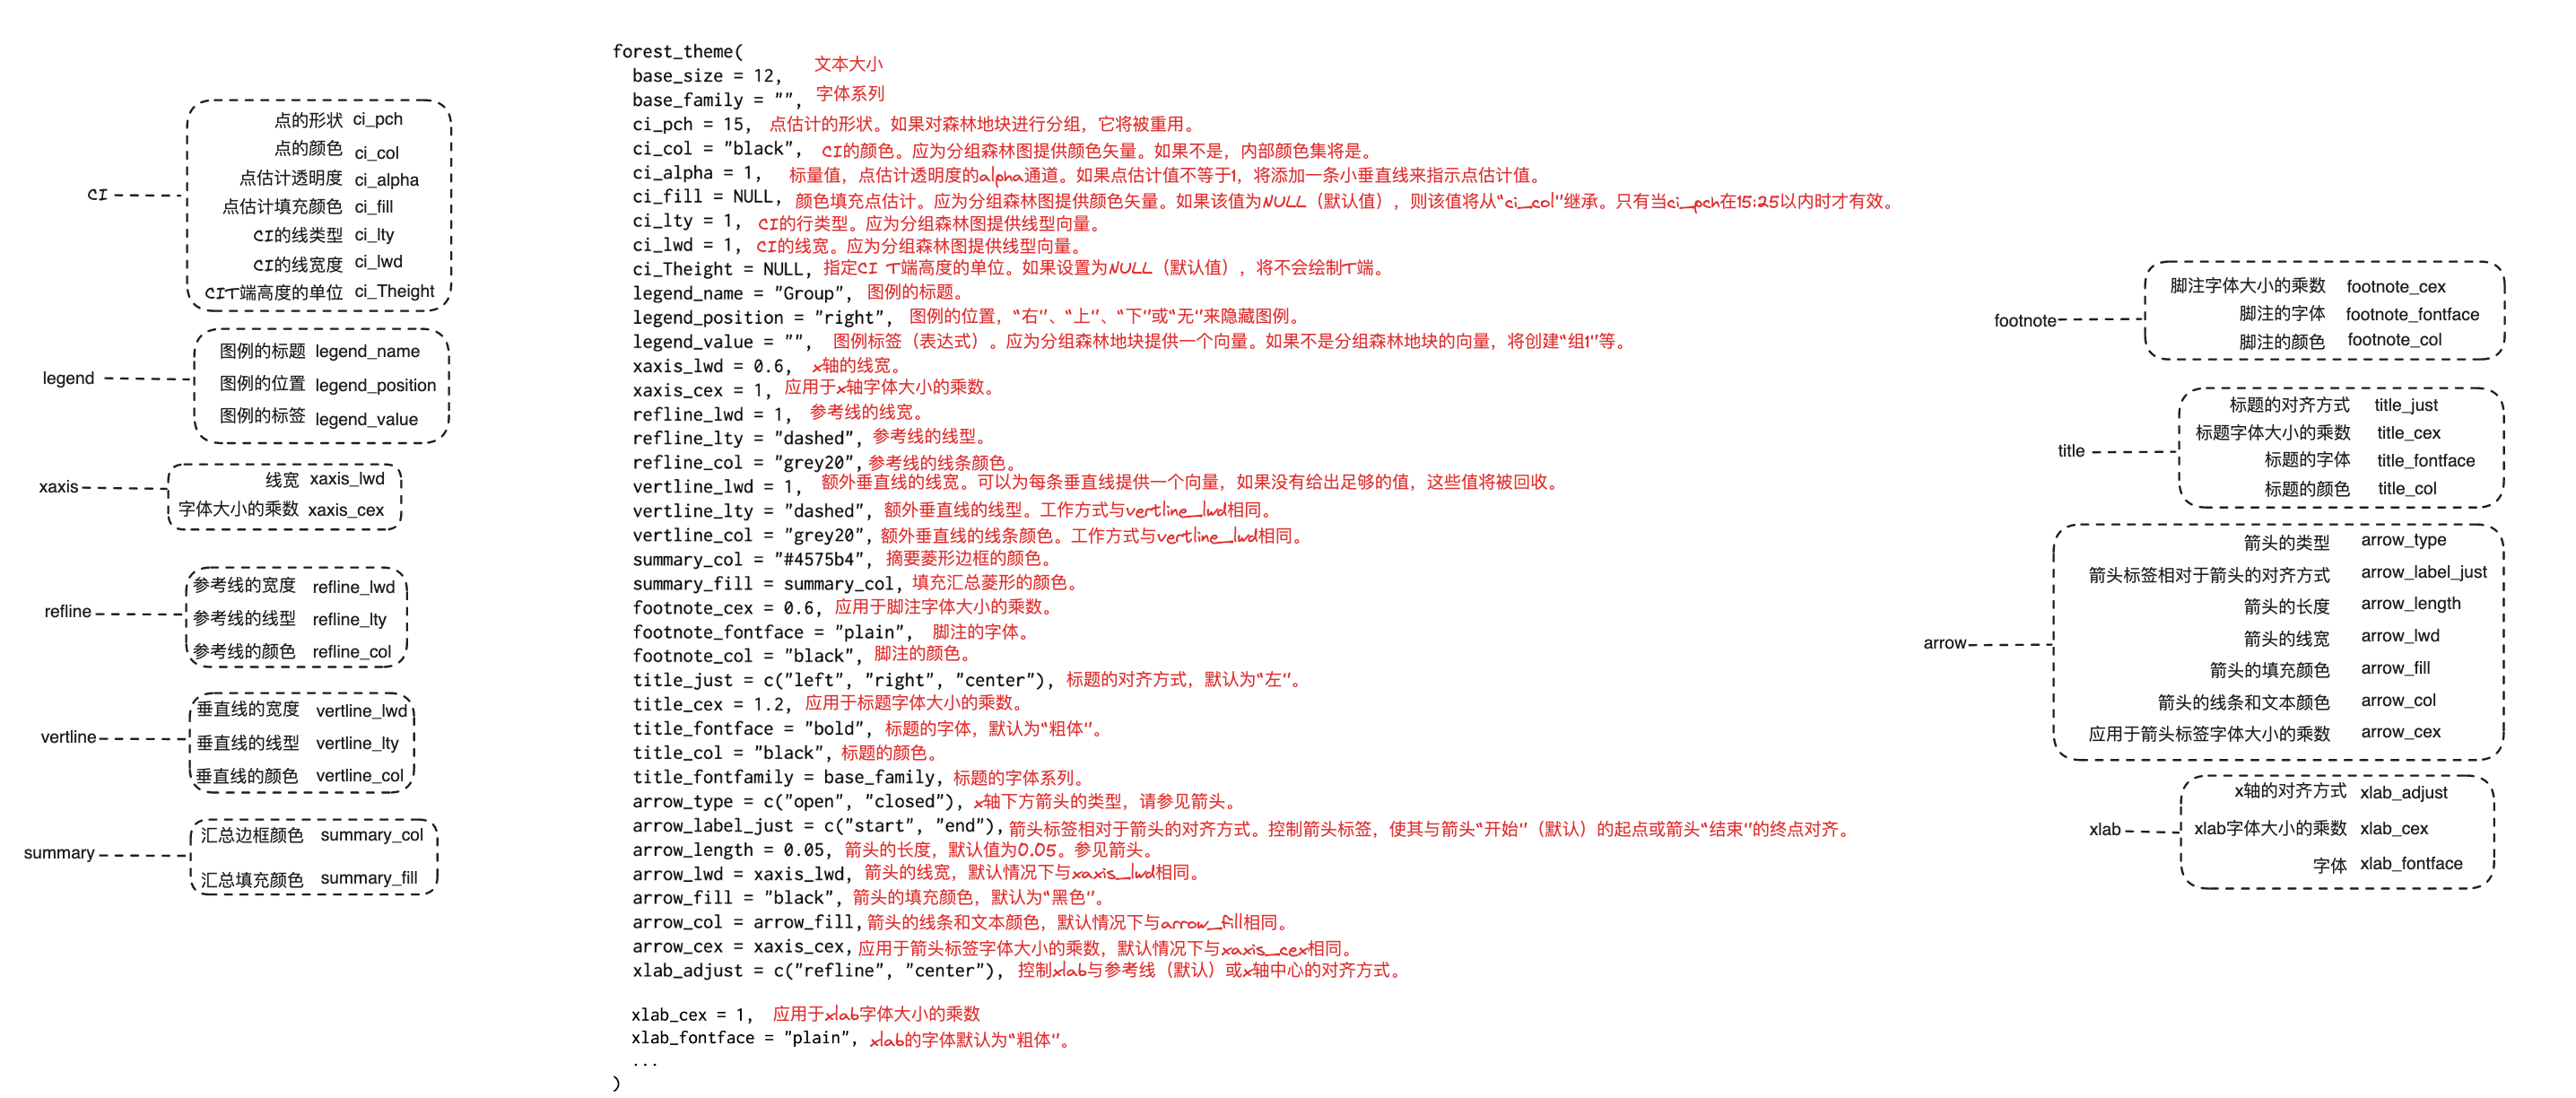 CI
点的形状 ci_pch
点的颜色 ci_col
点估计透明度 ci_alpha
点估计填充颜色 ci_fill
CI的线类型 ci_lty
CI的线宽度 ci_lwd
CIT端高度的单位 ci_Theight
legend
图例的标题 legend_name
图例的位置 legend_position
图例的标签 legend_value
xaxis
线宽 xaxis_lwd
字体大小的乘数 xaxis_cex
refline
参考线的宽度 refline_lwd
参考线的线型 refline_lty
参考线的颜色 refline_col
vertline
垂直线的宽度 vertline_lwd
垂直线的线型 vertline_lty
垂直线的颜色 vertline_col
summary
汇总边框颜色 summary_col
汇总填充颜色 summary_fill
forest_theme(
base_size = 12, 文本大小
base_family = "", 字体系列
ci_pch = 15, 点估计的形状。如果对森林地块进行分组，它将被重用。
ci_col = "black", CI的颜色。应为分组森林图提供颜色矢量。如果不是，内部颜色集将是。
ci_alpha = 1, 标量值，点估计透明度的alpha通道。如果点估计值不等于1，将添加一条小垂直线来指示点估计值。
ci_fill = NULL, 颜色填充点估计。应为分组森林图提供颜色矢量。如果该值为NULL（默认值），则该值将从“ci_col”继承。只有当ci_pch在15:25以内时才有效。
ci_lty = 1, CI的行类型。应为分组森林图提供线型向量。
ci_lwd = 1, CI的线宽。应为分组森林图提供线型向量。
ci_Theight = NULL, 指定CI T端高度的单位。如果设置为NULL（默认值），将不会绘制T端。
legend_name = "Group", 图例的标题。
legend_position = "right", 图例的位置，“右”、“上”、“下”或“无”来隐藏图例。
legend_value = "", 图例标签（表达式）。应为分组森林地块提供一个向量。如果不是分组森林地块的向量，将创建“组1”等。
xaxis_lwd = 0.6, x轴的线宽。
xaxis_cex = 1, 应用于x轴字体大小的乘数。
refline_lwd = 1, 参考线的线宽。
refline_lty = "dashed", 参考线的线型。
refline_col = "grey20", 参考线的线条颜色。
vertline_lwd = 1, 额外垂直线的线宽。可以为每条垂直线提供一个向量，如果没有给出足够的值，这些值将被回收。
vertline_lty = "dashed", 额外垂直线的线型。工作方式与vertline_lwd相同。
vertline_col = "grey20", 额外垂直线的线条颜色。工作方式与vertline_lwd相同。
summary_col = "#4575b4", 摘要菱形边框的颜色。
summary_fill = summary_col, 填充汇总菱形的颜色。
footnote_cex = 0.6, 应用于脚注字体大小的乘数。
footnote_fontface = "plain", 脚注的字体。
footnote_col = "black", 脚注的颜色。
title_just = c("left", "right", "center"), 标题的对齐方式，默认为“左”。
title_cex = 1.2, 应用于标题字体大小的乘数。
title_fontface = "bold", 标题的字体，默认为“粗体”。
title_col = "black", 标题的颜色。
title_fontfamily = base_family, 标题的字体系列。
arrow_type = c("open", "closed"), x轴下方箭头的类型，请参见箭头。
arrow_label_just = c("start", "end"), 箭头标签相对于箭头的对齐方式。控制箭头标签，使其与箭头“开始”（默认）的起点或箭头“结束”的终点对齐。
arrow_length = 0.05, 箭头的长度，默认值为0.05。参见箭头。
arrow_lwd = xaxis_lwd, 箭头的线宽，默认情况下与xaxis_lwd相同。
arrow_fill = "black", 箭头的填充颜色，默认为“黑色”。
arrow_col = arrow_fill, 箭头的线条和文本颜色，默认情况下与arrow_fill相同。
arrow_cex = xaxis_cex, 应用于箭头标签字体大小的乘数，默认情况下与xaxis_cex相同。
xlab_adjust = c("refline", "center"), 控制xlab与参考线（默认）或x轴中心的对齐方式。
xlab_cex = 1, 应用于xlab字体大小的乘数
xlab_fontface = "plain", xlab的字体默认为“粗体”。
...
)
footnote
脚注字体大小的乘数 footnote_cex
脚注的字体 footnote_fontface
脚注的颜色 footnote_col
title
标题的对齐方式 title_just
标题字体大小的乘数 title_cex
标题的字体 title_fontface
标题的颜色 title_col
arrow
箭头的类型 arrow_type
箭头标签相对于箭头的对齐方式 arrow_label_just
箭头的长度 arrow_length
箭头的线宽 arrow_lwd
箭头的填充颜色 arrow_fill
箭头的线条和文本颜色 arrow_col
应用于箭头标签字体大小的乘数 arrow_cex
xlab
x轴的对齐方式 xlab_adjust
xlab字体大小的乘数 xlab_cex
字体 xlab_fontface